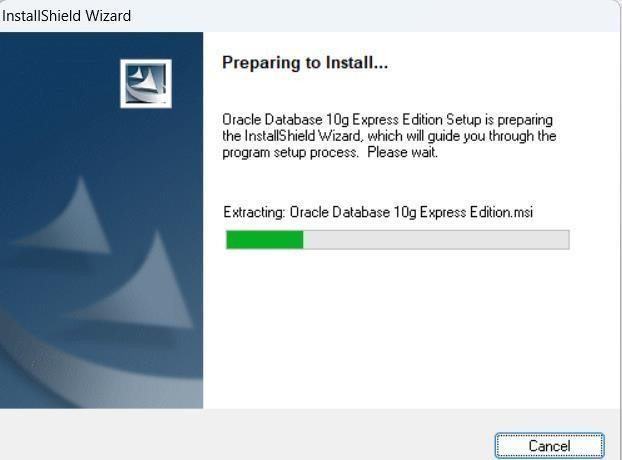 InstallShield Wizard
Preparing to Install...
Oracle Database 10g Express Edition Setup is preparing
the InstallShield Wizard, which will guide you through the
program setup process. Please wait.
Extracting: Oracle Database 10g Express Edition.msi
Cancel